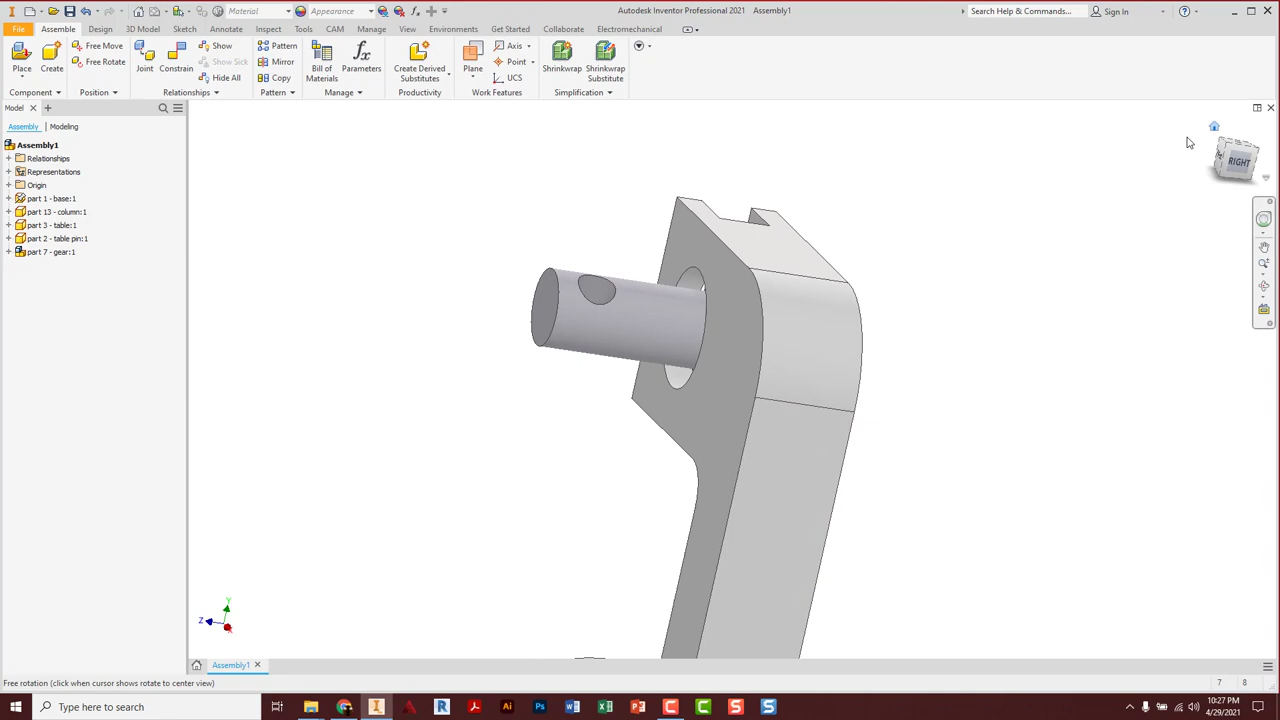 Material
Appearance
Autodesk Inventor Professional 2021 Assembly1
Search Help & Commands...
Sign In
File Assemble Design 3D Model Sketch Annotate Inspect Tools CAM Manage View Environments Get Started Collaborate Electromechanical
Place
Create
Free Move
Free Rotate
Joint
Constrain
Show
Show Sick
Hide All
Pattern
Mirror
Copy
Bill of
Materials
Parameters
Create Derived
Substitutes
Plane
Axis
Point
UCS
Shrinkwrap
Shrinkwrap
Substitute
Component Position Relationships Pattern Manage Productivity Work Features Simplification
Model
Assembly Modeling
Assembly1
Relationships
Representations
Origin
part 1 - base:1
part 13 - column:1
part 3 - table:1
part 2 - table pin:1
part 7 - gear:1
RIGHT
Y
Z
X
Assembly1
Free rotation (click when cursor shows rotate to center view)
7 8
Type here to search
10:27 PM
4/29/2021